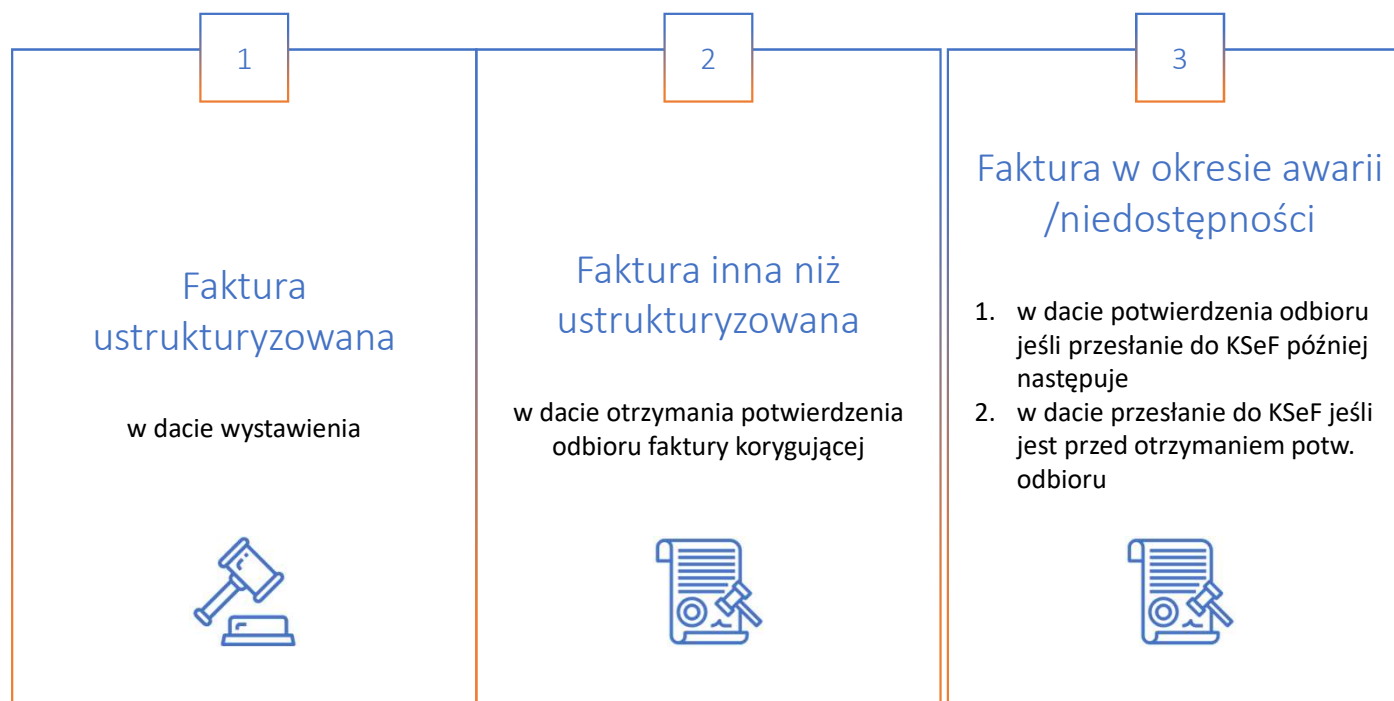 1
Faktura
ustrukturyzowana
w dacie wystawienia
2
Faktura inna niż
ustrukturyzowana
w dacie otrzymania potwierdzenia
odbioru faktury korygującej
3
Faktura w okresie awarii
/niedostępności
1. w dacie potwierdzenia odbioru
jeśli przesłanie do KSeF później
następuje
2. w dacie przesłanie do KSeF jeśli
jest przed otrzymaniem potw.
odbioru